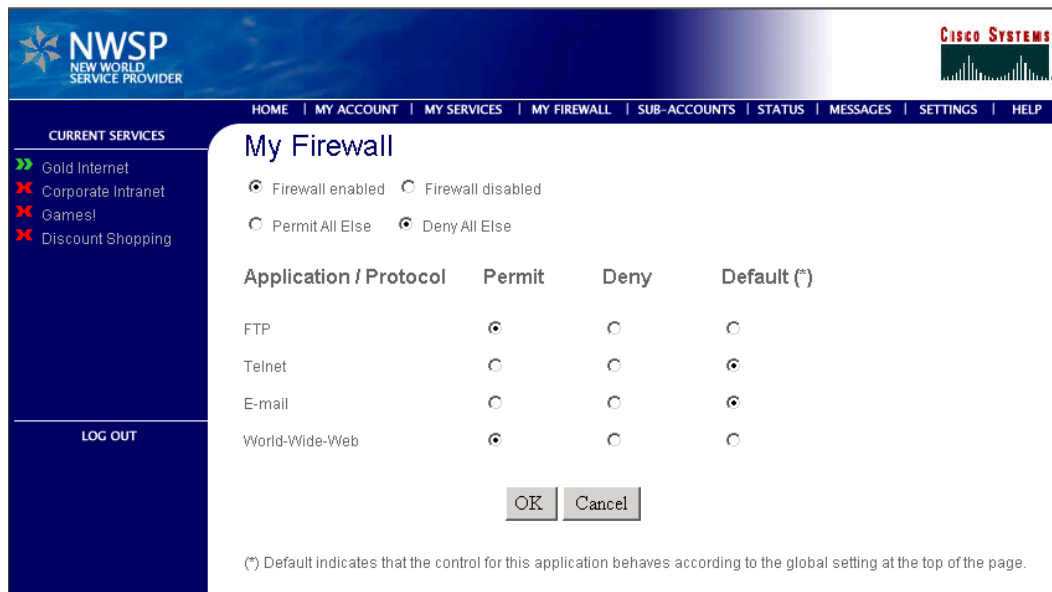 NWSP
NEW WORLD
SERVICE PROVIDER
CISCO SYSTEMS
HOME | MY ACCOUNT | MY SERVICES | MY FIREWALL | SUB-ACCOUNTS | STATUS | MESSAGES | SETTINGS | HELP
CURRENT SERVICES
Gold Internet
Corporate Intranet
Games!
Discount Shopping
LOG OUT
My Firewall
Firewall enabled Firewall disabled
Permit All Else Deny All Else
Application / Protocol Permit Deny Default (*)
FTP
Telnet
E-mail
World-Wide-Web
OK Cancel
(*) Default indicates that the control for this application behaves according to the global setting at the top of the page.